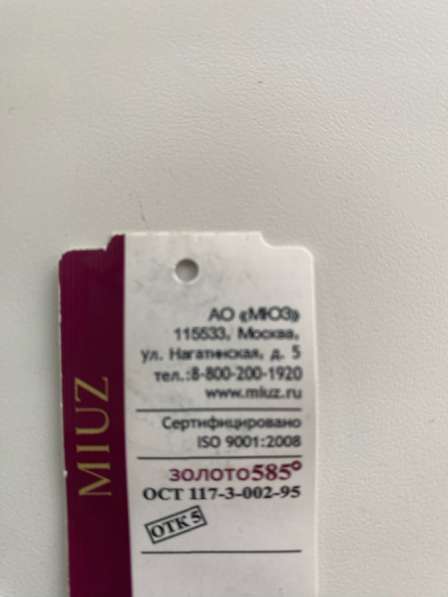 MIUZ
АО «МЮЗ»
115533, Москва,
ул. Нагатинская, д. 5
тел.:8-800-200-1920
www.miuz.ru
Сертифицировано
ISO 9001:2008
ЗОЛОТО585°
ОСТ 117-3-002-95
ОТК 5